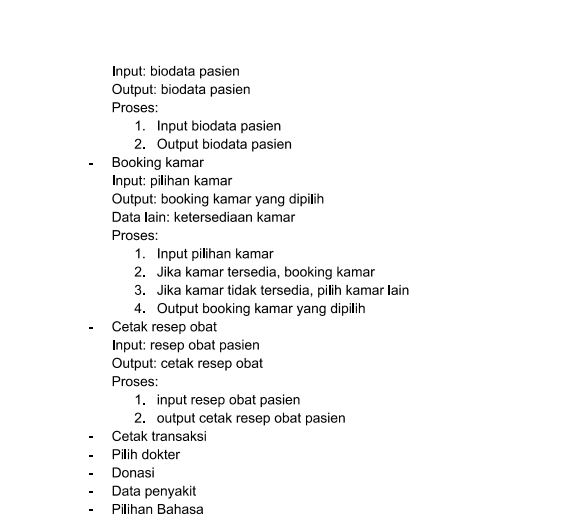 Input: biodata pasien
Output: biodata pasien
Proses:
1. Input biodata pasien
2. Output biodata pasien
- Booking kamar
Input: pilihan kamar
Output: booking kamar yang dipilih
Data lain: ketersediaan kamar
Proses:
1. Input pilihan kamar
2. Jika kamar tersedia, booking kamar
3. Jika kamar tidak tersedia, pilih kamar lain
4. Output booking kamar yang dipilih
- Cetak resep obat
Input: resep obat pasien
Output: cetak resep obat
Proses:
1. input resep obat pasien
2. output cetak resep obat pasien
- Cetak transaksi
- Pilih dokter
- Donasi
- Data penyakit
- Pilihan Bahasa